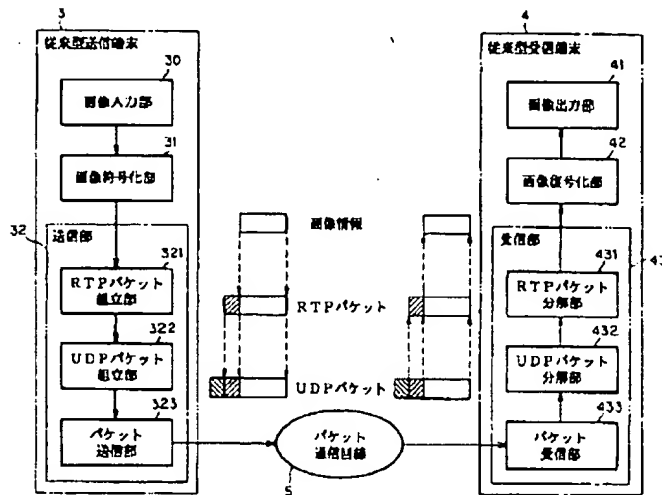 3
従来型送信端末
30
画像入力部
31
画像符号化部
32
送信部
321
RTPパケット
組立部
322
UDPパケット
組立部
323
パケット
送信部
画像情報
RTPパケット
UDPパケット
パケット
通信回線
5
4
従来型受信端末
41
画像出力部
42
画像復号化部
受信部
43
431
RTPパケット
分解部
432
UDPパケット
分解部
433
パケット
受信部